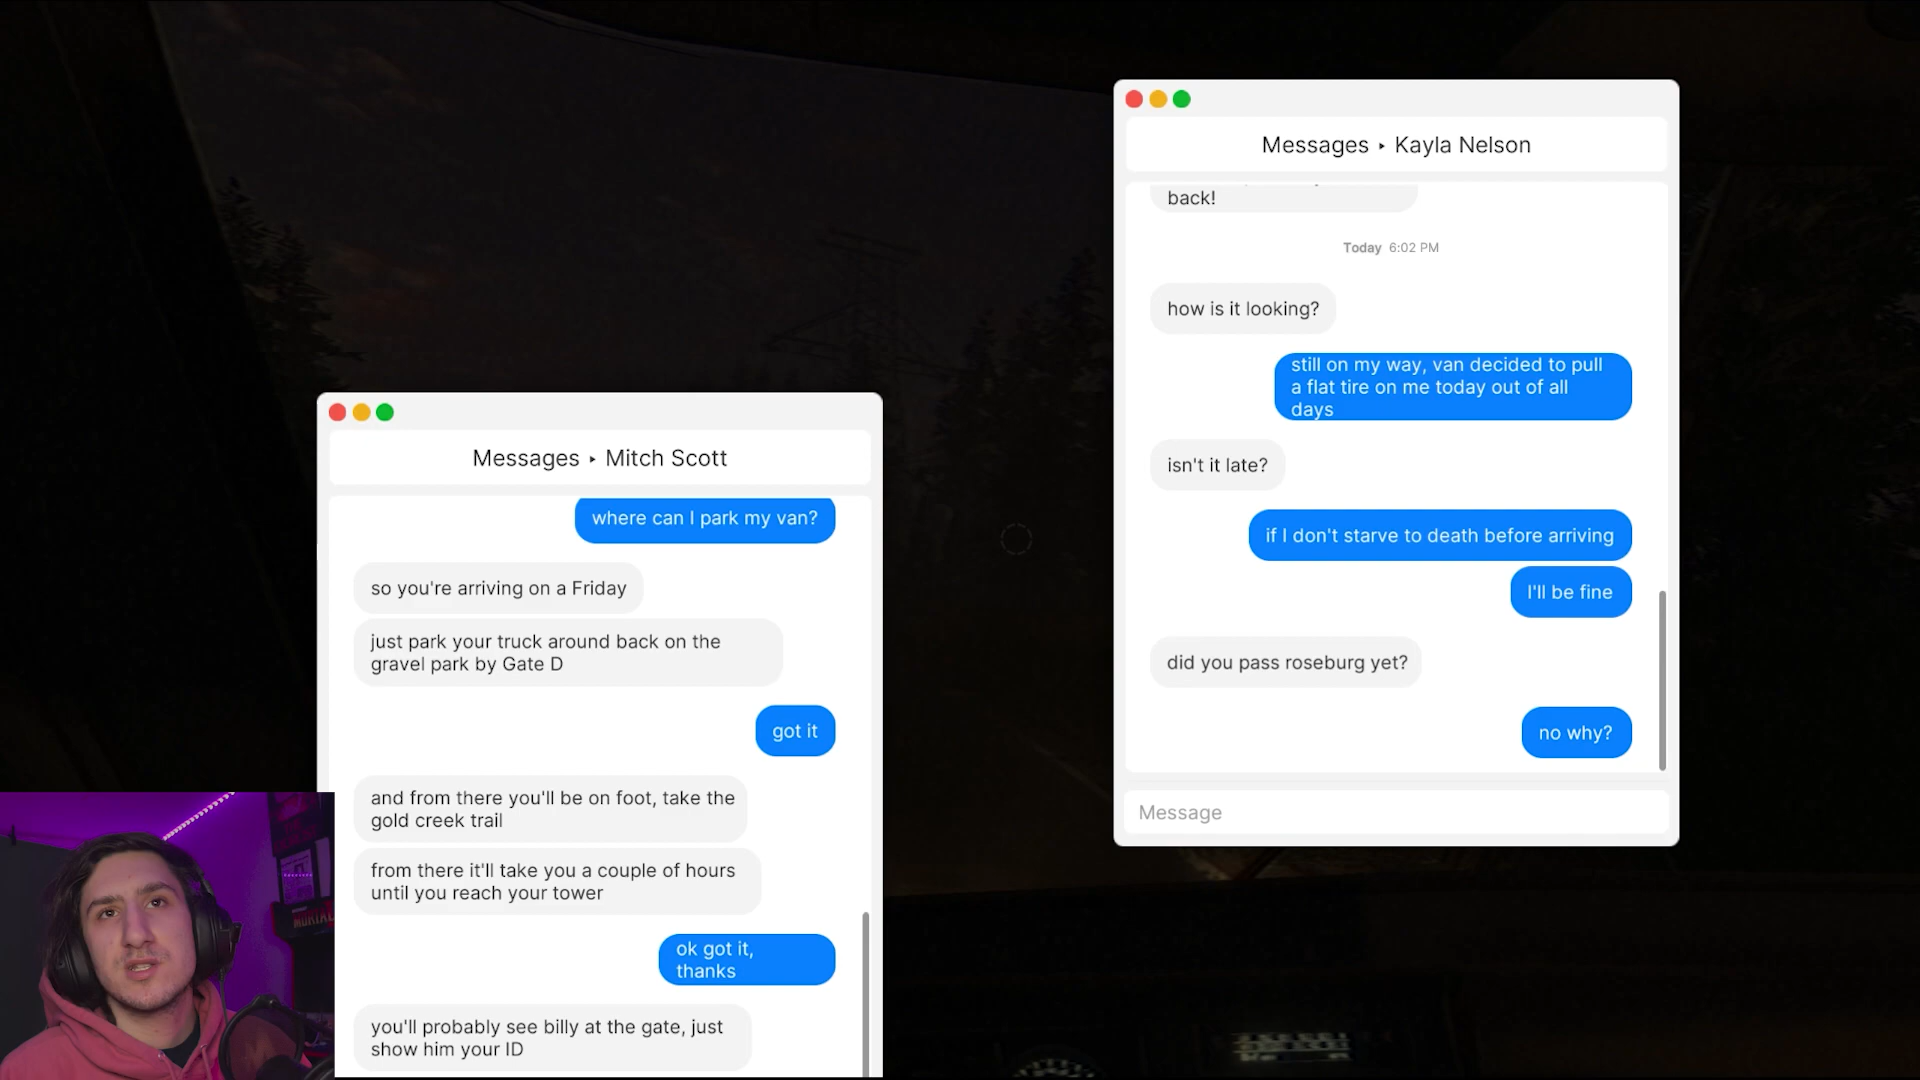 Messages ▸ Mitch Scott
where can I park my van?
so you're arriving on a Friday
just park your truck around back on the
gravel park by Gate D
got it
and from there you'll be on foot, take the
gold creek trail
from there it'll take you a couple of hours
until you reach your tower
ok got it,
thanks
you'll probably see billy at the gate, just
show him your ID
Messages ▸ Kayla Nelson
back!
Today 6:02 PM
how is it looking?
still on my way, van decided to pull
a flat tire on me today out of all
days
isn't it late?
if I don't starve to death before arriving
I'll be fine
did you pass roseburg yet?
no why?
Message